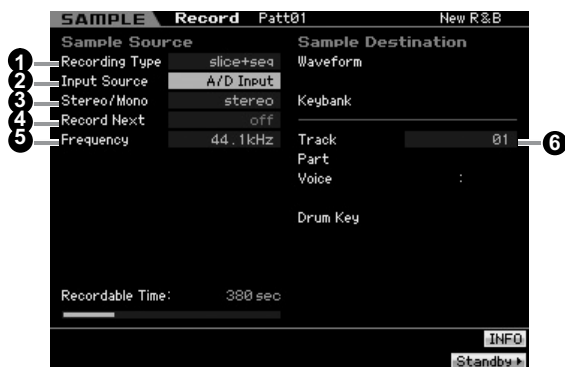 SAMPLE Record Patt01 New R&B
Sample Source Sample Destination
1 Recording Type slice+seq Waveform
2 Input Source A/D Input
3 Stereo/Mono stereo Keybank
4 Record Next off
5 Frequency 44.1kHz Track 01 6
Part
Voice :
Drum Key
Recordable Time: 380 sec
INFO
Standby